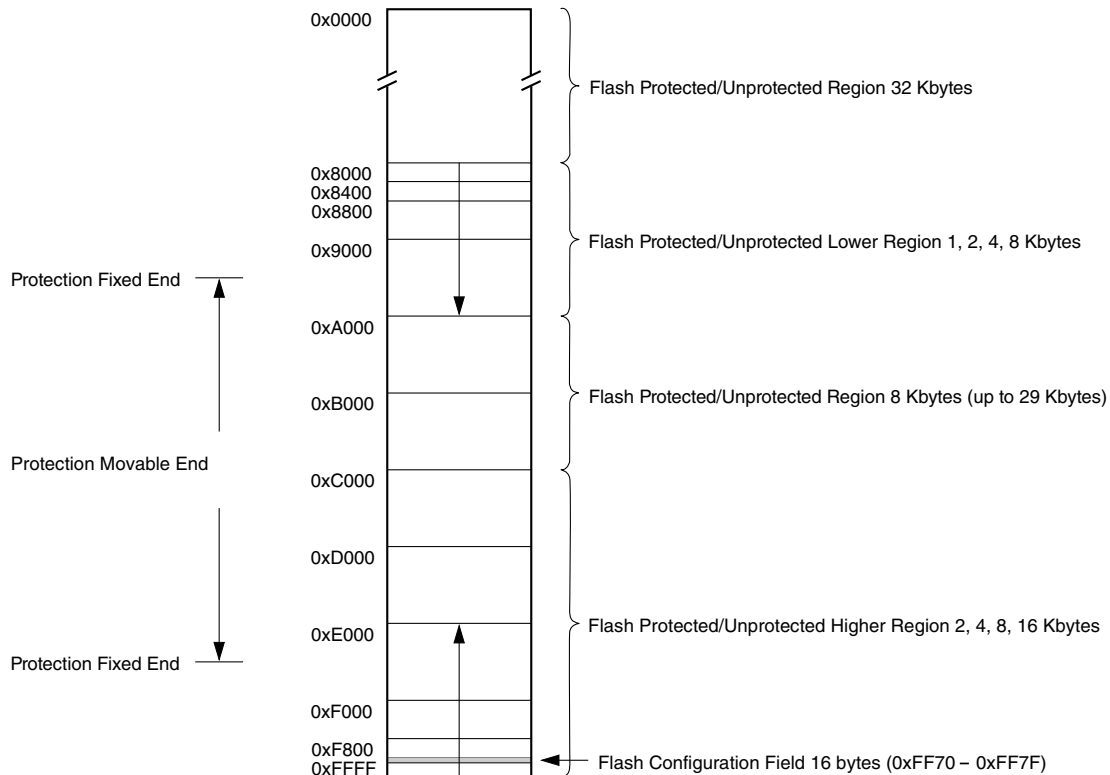 0x0000
Flash Protected/Unprotected Region 32 Kbytes
0x8000
0x8400
0x8800
Flash Protected/Unprotected Lower Region 1, 2, 4, 8 Kbytes
0x9000
Protection Fixed End
0xA000
0xB000
Flash Protected/Unprotected Region 8 Kbytes (up to 29 Kbytes)
Protection Movable End
0xC000
0xD000
0xE000
Flash Protected/Unprotected Higher Region 2, 4, 8, 16 Kbytes
Protection Fixed End
0xF000
0xF800
Flash Configuration Field 16 bytes (0xFF70 – 0xFF7F)
0xFFFF